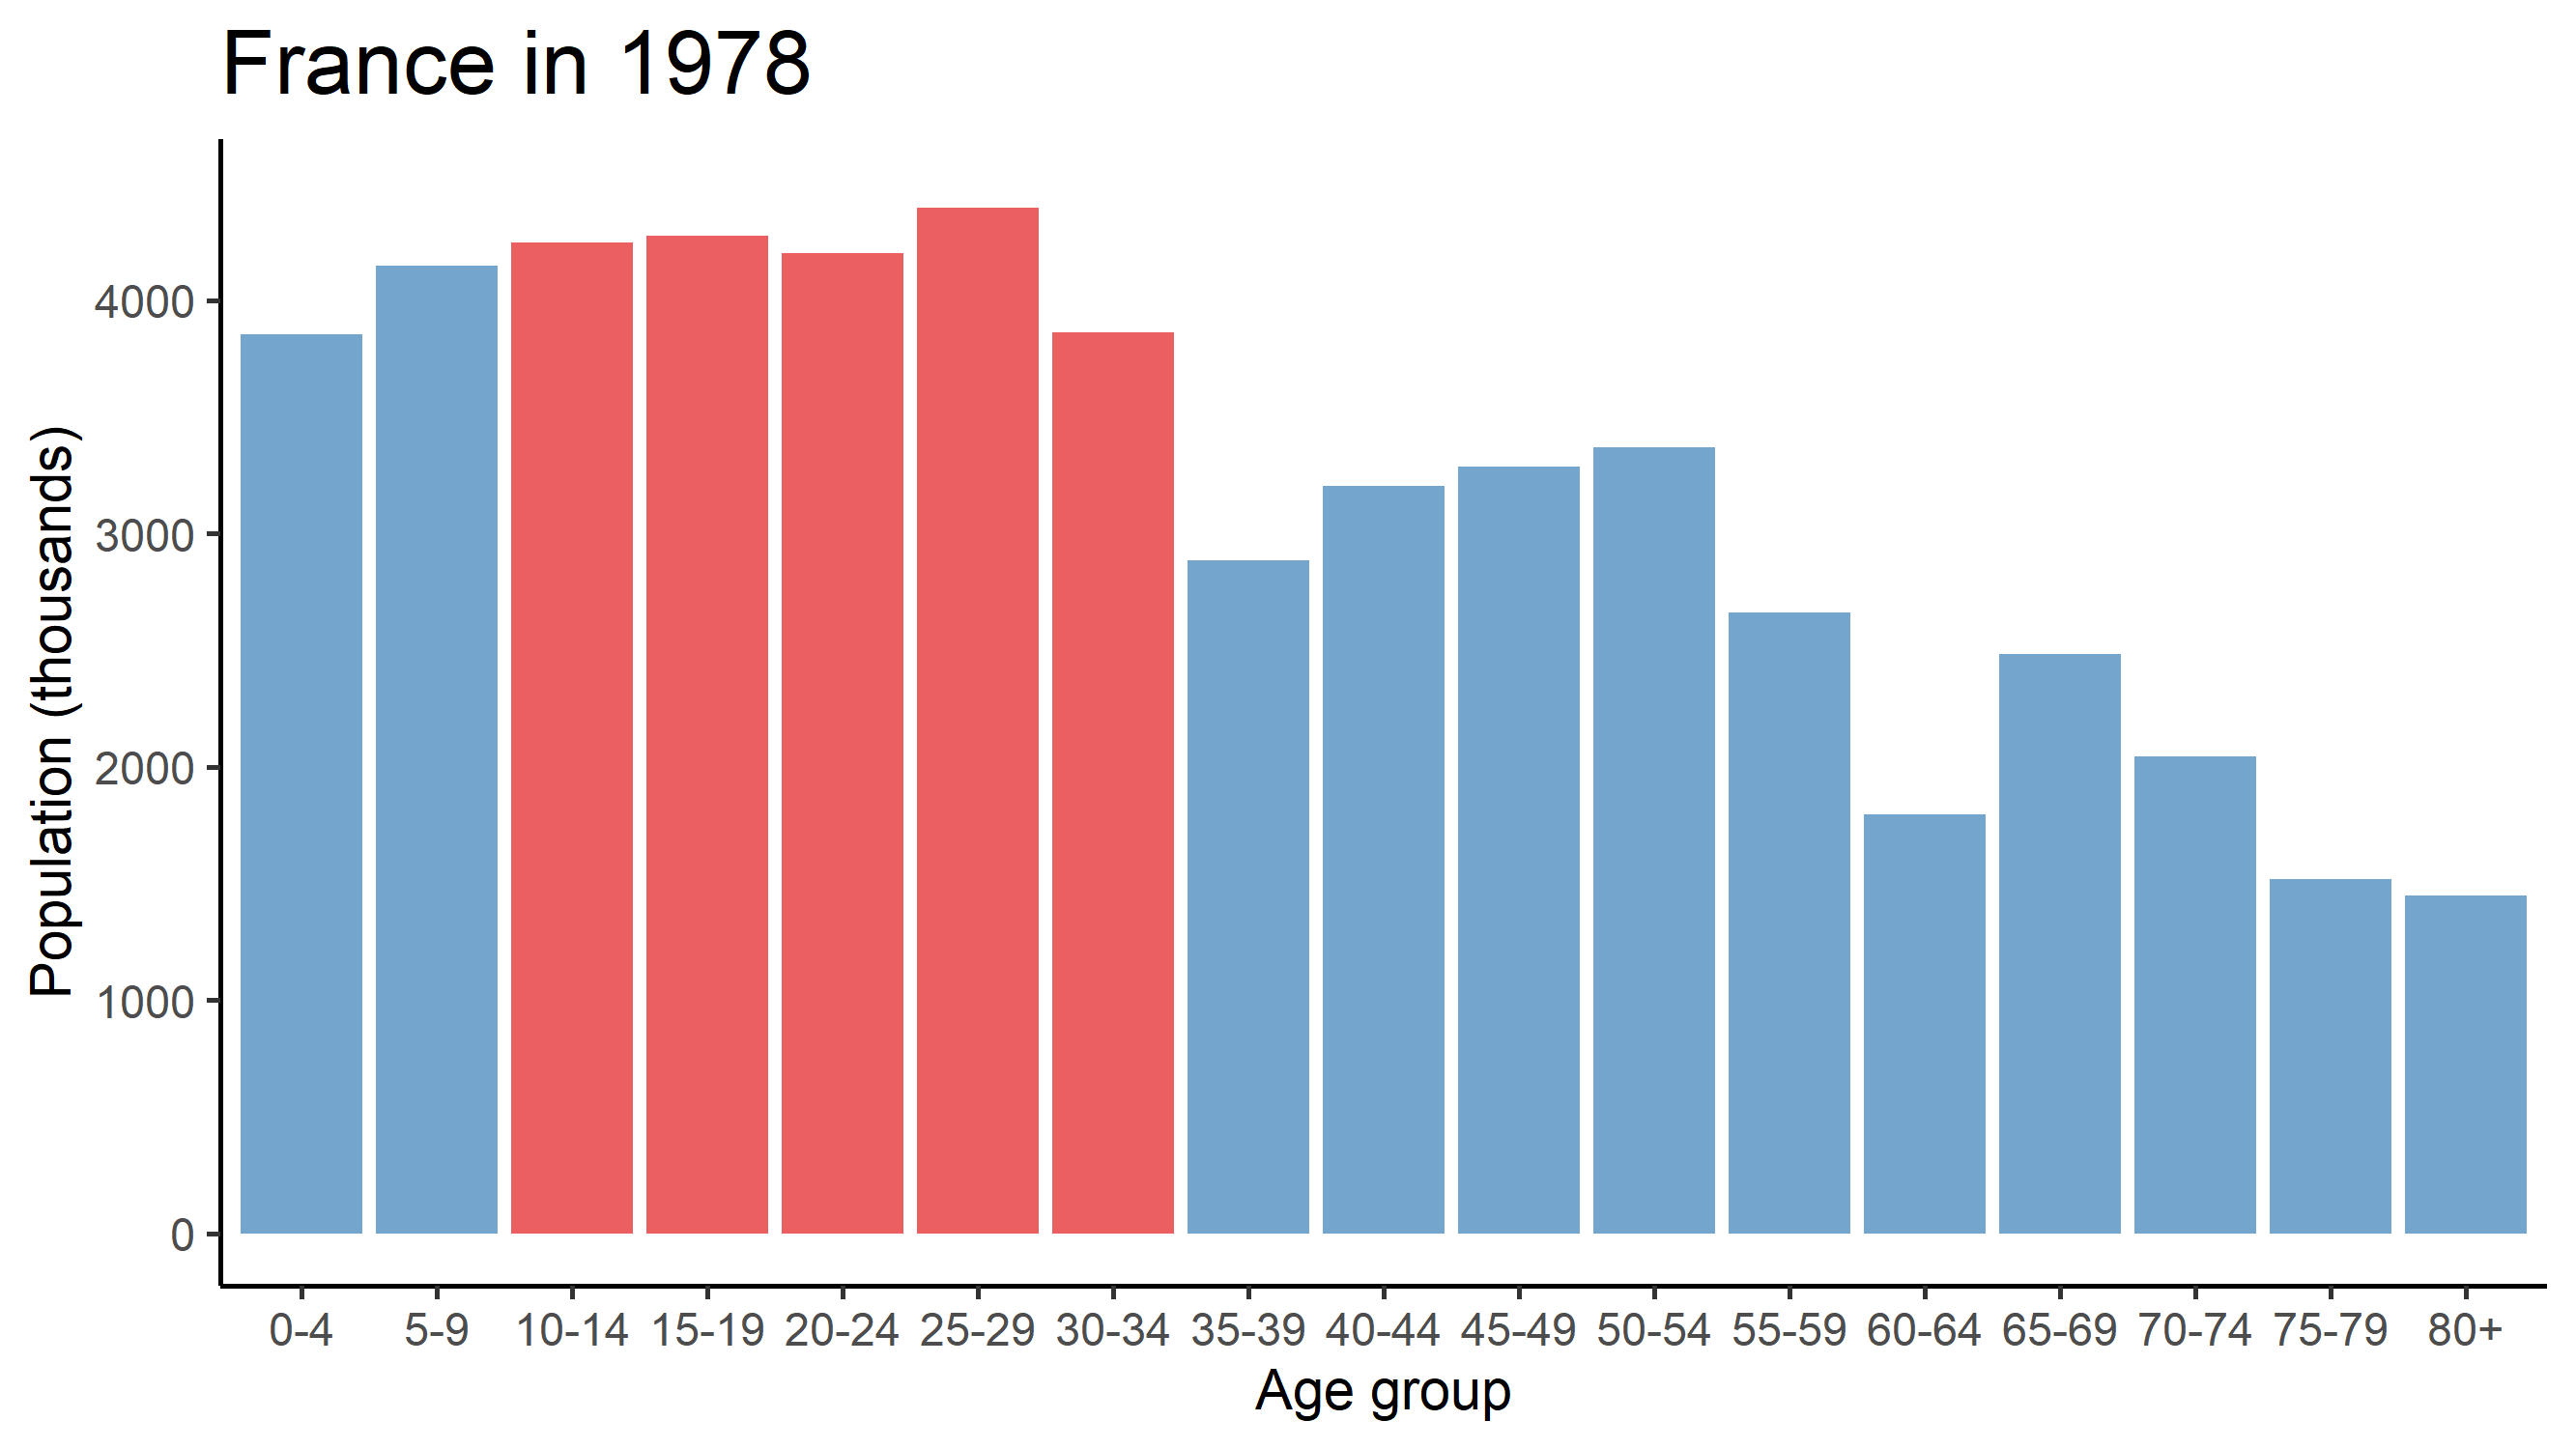 France in 1978
Population (thousands)
4000
3000
2000
1000
0
0-4 5-9 10-14 15-19 20-24 25-29 30-34 35-39 40-44 45-49 50-54 55-59 60-64 65-69 70-74 75-79 80+
Age group